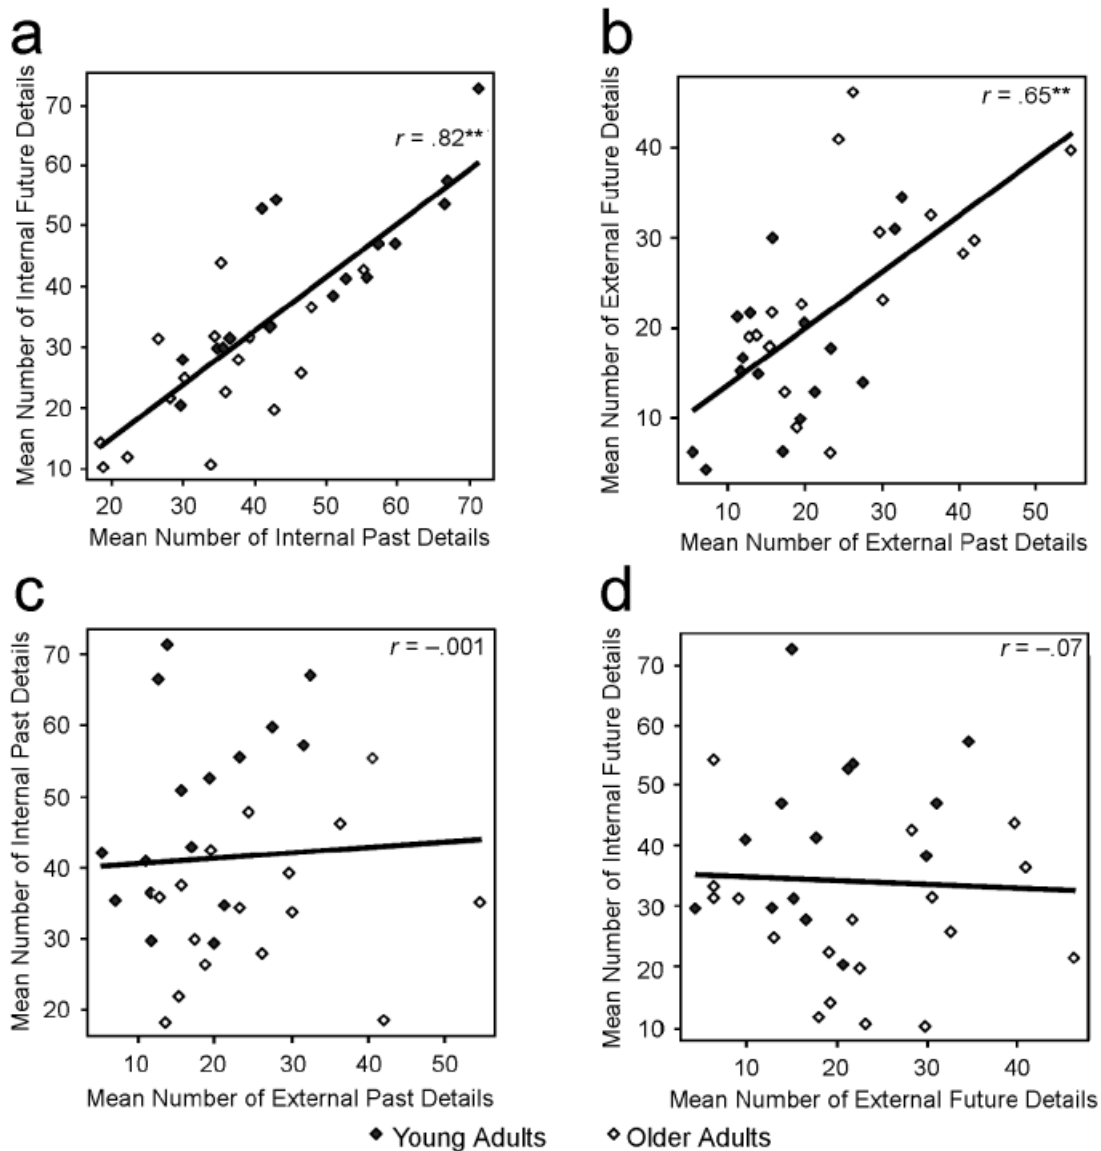 a
b
r = .82**
r = .65**
Mean Number of Internal Future Details
70
60
50
40
30
20
10
20 30 40 50 60 70
Mean Number of Internal Past Details
Mean Number of External Future Details
40
30
20
10
10 20 30 40 50
Mean Number of External Past Details
c
d
r = –.001
r = –.07
Mean Number of Internal Past Details
70
60
50
40
30
20
10 20 30 40 50
Mean Number of External Past Details
Mean Number of Internal Future Details
70
60
50
40
30
20
10
10 20 30 40
Mean Number of External Future Details
Young Adults
Older Adults